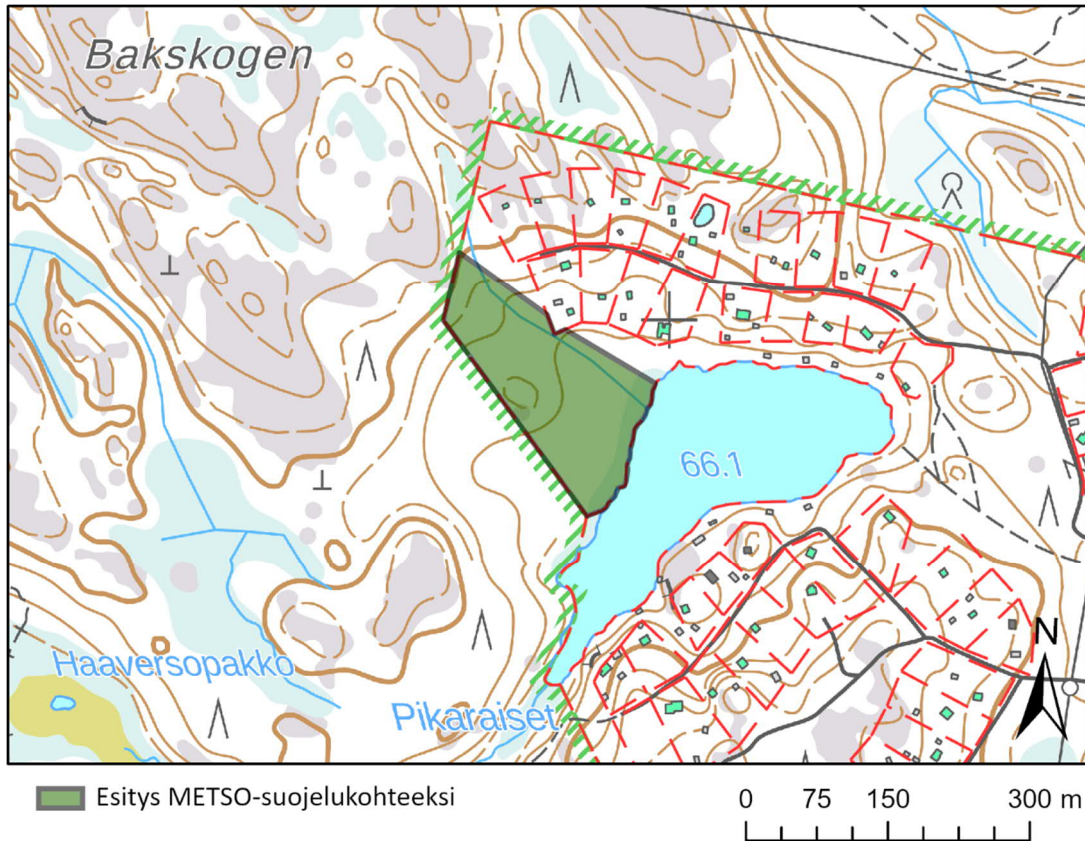 Bakskogen
66.1
Haaversopakko
Pikaraiset
N
Esitys METSO-suojelukohteeksi
0 75 150 300 m